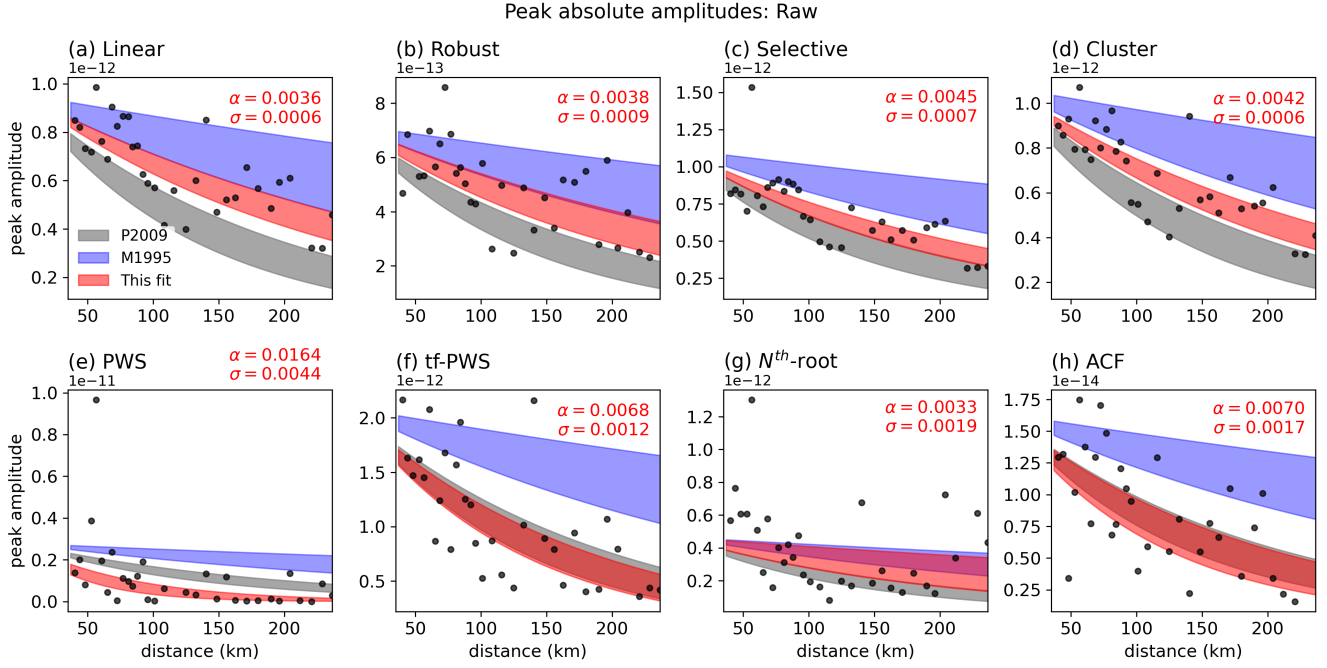 Peak absolute amplitudes: Raw
(a) Linear
(b) Robust
(c) Selective
(d) Cluster
1e−12
1e−13
1e−12
1e−12
α = 0.0036
σ = 0.0006
α = 0.0038
σ = 0.0009
α = 0.0045
σ = 0.0007
α = 0.0042
σ = 0.0006
peak amplitude
1.0
0.8
0.6
0.4
0.2
8
6
4
2
1.50
1.25
1.00
0.75
0.50
0.25
1.0
0.8
0.6
0.4
0.2
P2009
M1995
This fit
50 100 150 200
50 100 150 200
50 100 150 200
50 100 150 200
(e) PWS
(f) tf-PWS
(g) Nth-root
(h) ACF
1e−11
1e−12
1e−12
1e−14
α = 0.0164
σ = 0.0044
α = 0.0068
σ = 0.0012
α = 0.0033
σ = 0.0019
α = 0.0070
σ = 0.0017
peak amplitude
1.0
0.8
0.6
0.4
0.2
0.0
2.0
1.5
1.0
0.5
1.2
1.0
0.8
0.6
0.4
0.2
1.75
1.50
1.25
1.00
0.75
0.50
0.25
50 100 150 200
50 100 150 200
50 100 150 200
50 100 150 200
distance (km)
distance (km)
distance (km)
distance (km)